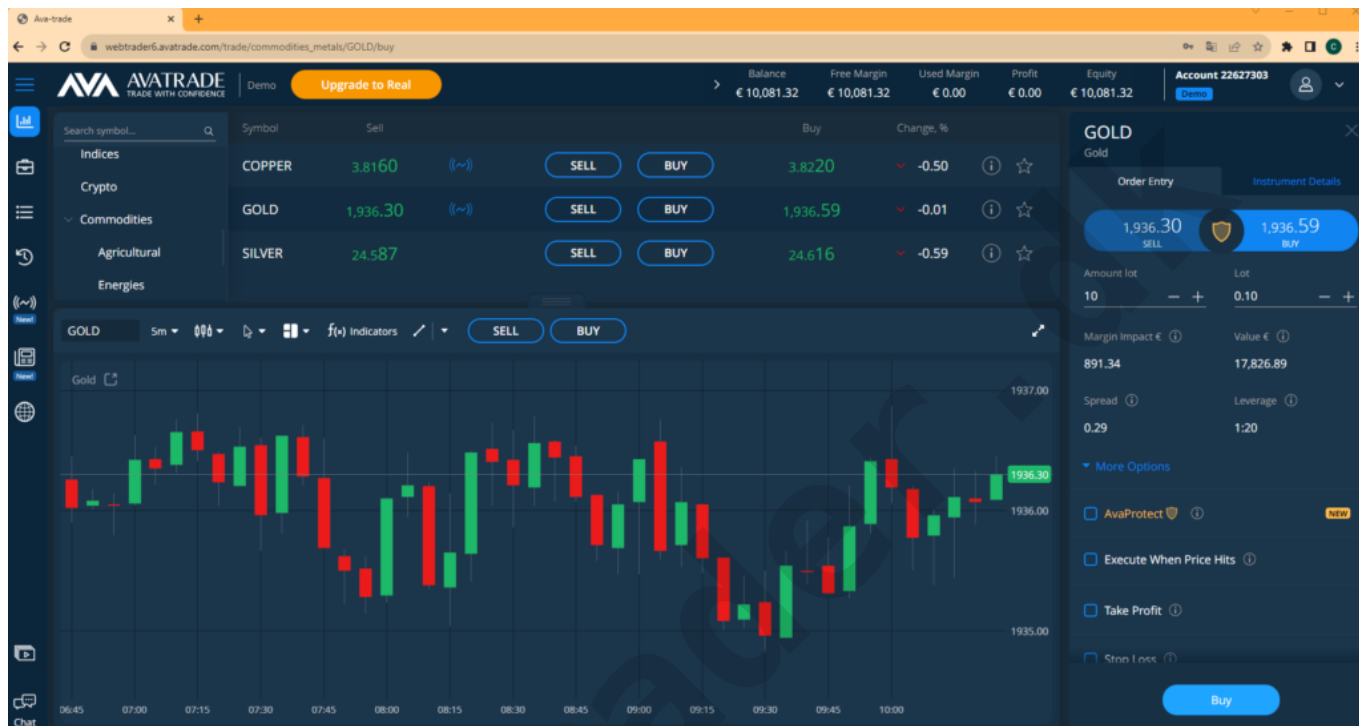 Ava-trade
webtrader6.avatrade.com/trade/commodities_metals/GOLD/buy
C
AVA AVATRADE
TRADE WITH CONFIDENCE
Demo
Upgrade to Real
Balance Free Margin Used Margin Profit Equity
€ 10,081.32 € 10,081.32 € 0.00 € 0.00 € 10,081.32
Account 22627303
Demo
Search symbol...
Indices
Crypto
Commodities
Agricultural
Energies
Symbol Sell Buy Change, %
COPPER 3.8160 SELL BUY 3.8220 -0.50
GOLD 1,936.30 SELL BUY 1,936.59 -0.01
SILVER 24.587 SELL BUY 24.616 -0.59
New!
New!
Chat
GOLD 5m f(x) Indicators SELL BUY
Gold
1937.00
1936.30
1936.00
1935.00
06:45 07:00 07:15 07:30 07:45 08:00 08:15 08:30 08:45 09:00 09:15 09:30 09:45 10:00
GOLD
Gold
Order Entry Instrument Details
1,936.30 1,936.59
SELL BUY
Amount lot Lot
10 − + 0.10 − +
Margin Impact € Value €
891.34 17,826.89
Spread Leverage
0.29 1:20
More Options
AvaProtect NEW
Execute When Price Hits
Take Profit
Stop Loss
Buy